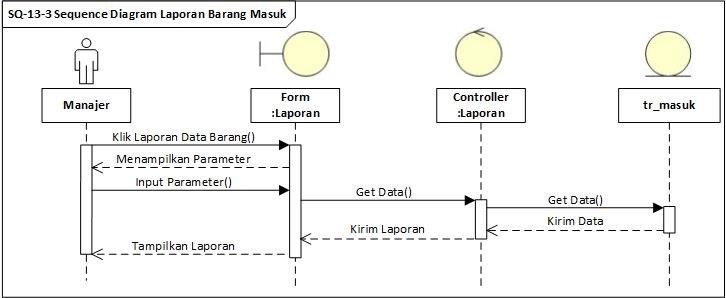 SQ-13-3 Sequence Diagram Laporan Barang Masuk
Manajer
Form
:Laporan
Controller
:Laporan
tr_masuk
Klik Laporan Data Barang()
Menampilkan Parameter
Input Parameter()
Get Data()
Get Data()
Kirim Data
Kirim Laporan
Tampilkan Laporan